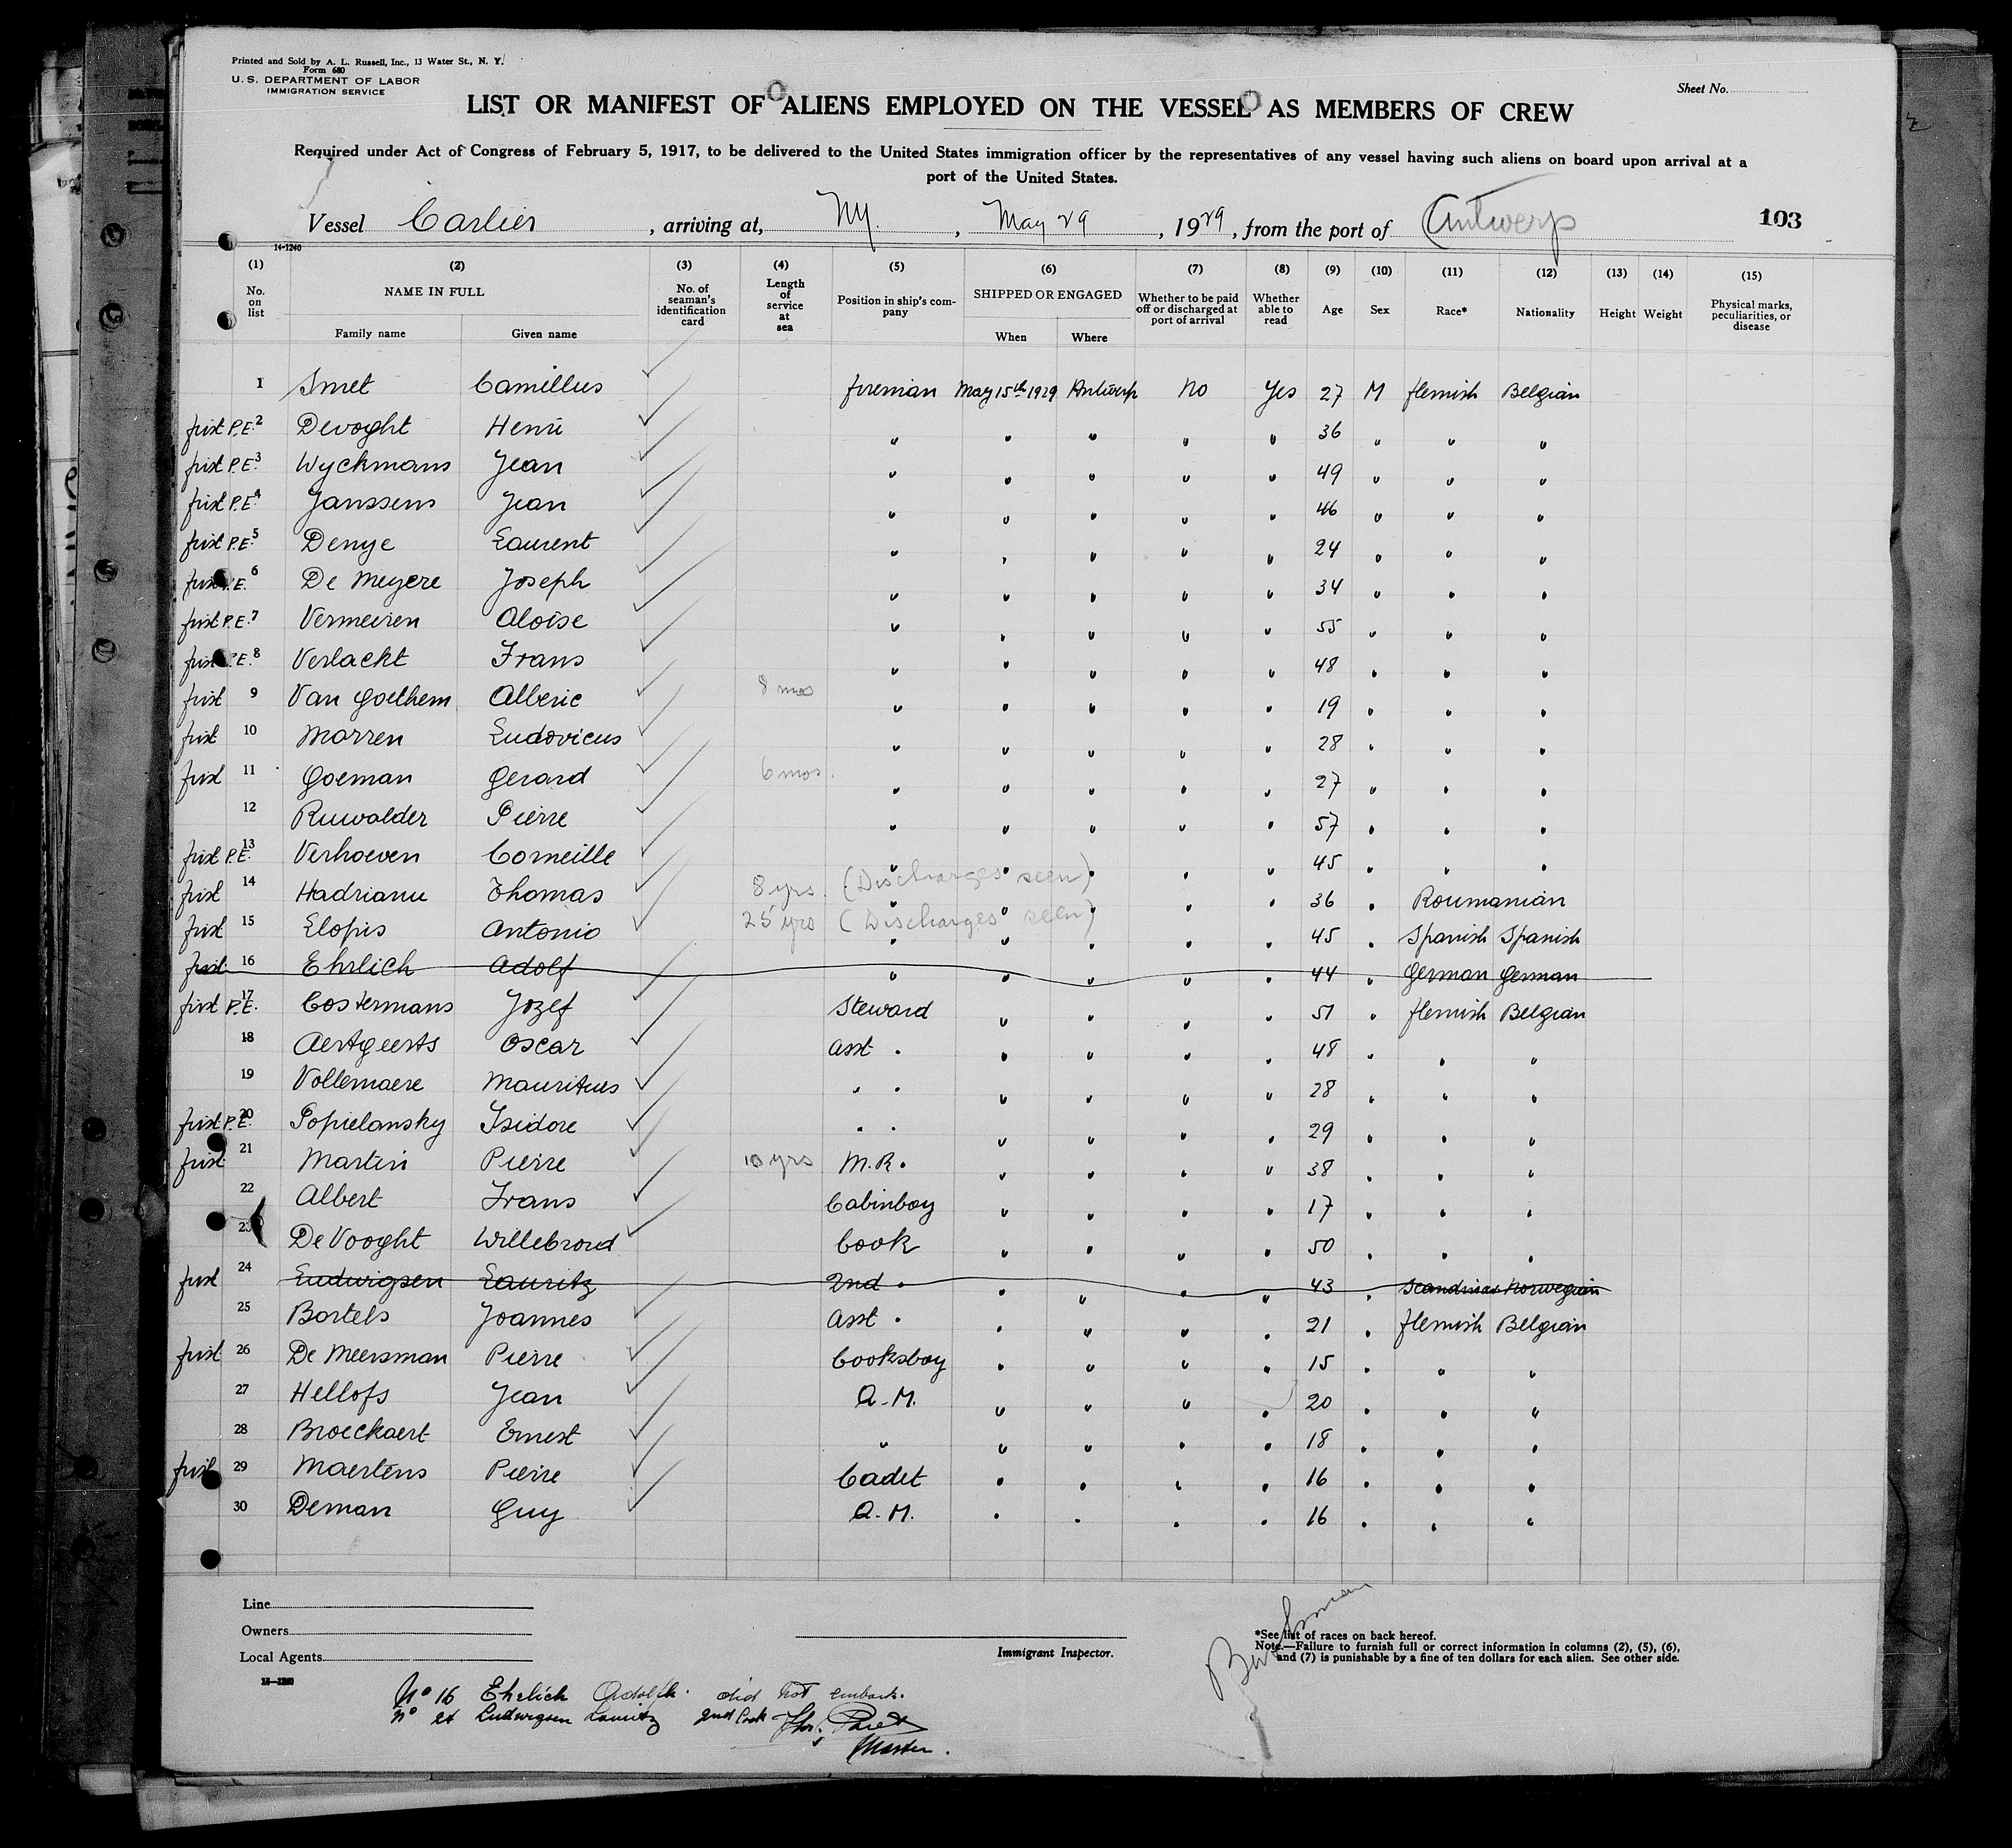 Printed and Sold by A. L. Russell, Inc., 13 Water St., N. Y.
Form 680
U. S. DEPARTMENT OF LABOR
IMMIGRATION SERVICE
Sheet No.
LIST OR MANIFEST OF ALIENS EMPLOYED ON THE VESSEL AS MEMBERS OF CREW
Required under Act of Congress of February 5, 1917, to be delivered to the United States immigration officer by the representatives of any vessel having such aliens on board upon arrival at a
port of the United States.
Vessel Carlier, arriving at, NY., May 29, 1929, from the port of Antwerp 103
14-1240
(1) (2) (3) (4) (5) (6) (7) (8) (9) (10) (11) (12) (13) (14) (15)
No. on list NAME IN FULL Family name Given name No. of seaman's identification card Length of service at sea Position in ship's company SHIPPED OR ENGAGED When Where Whether to be paid off or discharged at port of arrival Whether able to read Age Sex Race* Nationality Height Weight Physical marks, peculiarities, or disease
1 Smet Camillus fireman May 15th 1929 Antwerp No Yes 27 M flemish Belgian
first P.E. 2 Devoght Henri " " " " " 36 " " "
first P.E. 3 Wyckmans Jean " " " " " 49 " " "
first P.E. 4 Janssens Jean " " " " " 46 " " "
first P.E. 5 Denye Laurent " " " " " 24 " " "
first P.E. 6 De Meyere Joseph " " " " " 34 " " "
first P.E. 7 Vermeiren Aloise " " " " " 55 " " "
first P.E. 8 Verlackt Frans " " " " " 48 " " "
first 9 Van Goethem Alberic 8 mos " " " " " 19 " " "
first 10 Marren Ludovicus " " " " " 28 " " "
first 11 Goeman Gerard 6 mos. " " " " " 27 " " "
12 Ruwalder Pierre " " " " " 57 " " "
first P.E. 13 Verhoeven Corneille " " " " " 45 " " "
first 14 Hadrianu Thomas 8 yrs. (Discharges seen) " " " " " 36 " Roumanian
first 15 Elopis Antonio 25 yrs (Discharges seen) " " " " " 45 " Spanish Spanish
first 16 Ehrlich Adolf " " " " " 44 " German German
first P.E. 17 Costermans Jozef Steward " " " " 51 " flemish Belgian
18 Aertgeerts Oscar asst " " " " " 48 " " "
19 Vollemaere Mauritius " " " " " " 28 " " "
first P.E. 20 Popielansky Isidore " " " " " " 29 " " "
first 21 Martin Pierre 10 yrs M.R. " " " " 38 " " "
22 Albert Frans Cabinboy " " " " 17 " " "
23 De Vooght Willebrord Cook " " " " 50 " " "
first 24 Ludwigsen Lauritz 2nd " " " " " 43 " Scandinav Norwegian
25 Bartels Joannes asst " " " " " 21 " flemish Belgian
first 26 De Meersman Pierre Cooksboy " " " " 15 " " "
27 Hellofs Jean A.M. " " " " 20 " " "
28 Broeckaert Ernest " " " " " 18 " " "
first 29 Maertens Pierre Cadet " " " " 16 " " "
30 Deman Guy A.M. " " " " 16 " " "
Line
Owners
Local Agents
Immigrant Inspector.
*See list of races on back hereof.
Note.—Failure to furnish full or correct information in columns (2), (5), (6),
and (7) is punishable by a fine of ten dollars for each alien. See other side.
14-1240
No 16 Ehrlich Adolph. did not embark.
No 24 Ludwigsen Lauritz 2nd Cook
Master.